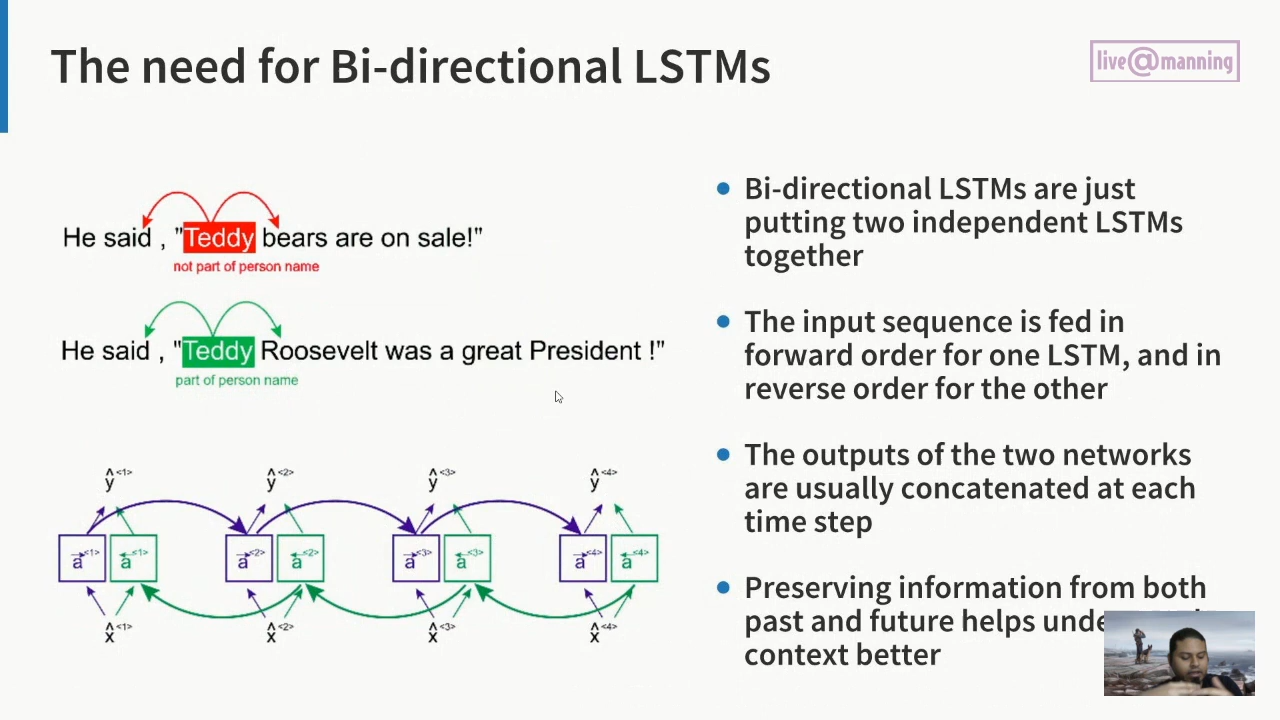 The need for Bi-directional LSTMs
live@manning
He said , "Teddy bears are on sale!"
not part of person name
He said , "Teddy Roosevelt was a great President !"
part of person name
ŷ<1> ŷ<2> ŷ<3> ŷ<4>
a<1> a<1> a<2> a<2> a<3> a<3> a<4> a<4>
x̂<1> x̂<2> x̂<3> x̂<4>
Bi-directional LSTMs are just
putting two independent LSTMs
together
The input sequence is fed in
forward order for one LSTM, and in
reverse order for the other
The outputs of the two networks
are usually concatenated at each
time step
Preserving information from both
past and future helps
context better